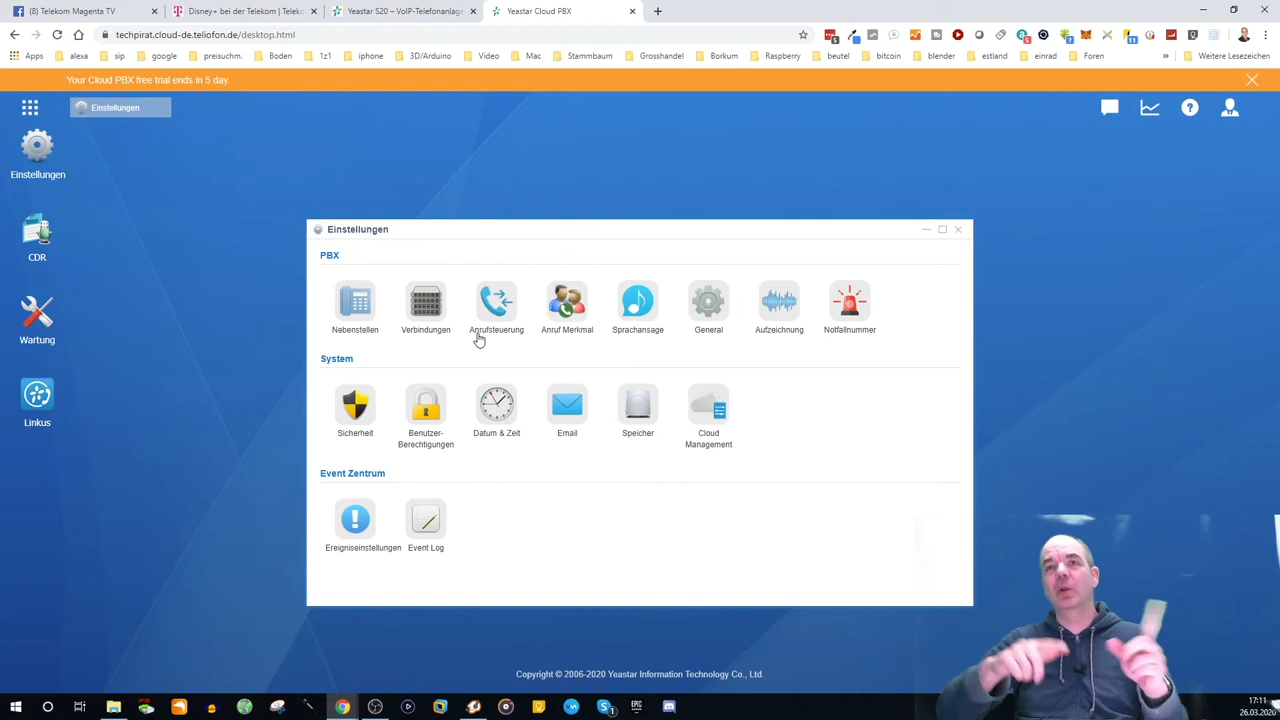 (8) Telekom Magenta TV
Disney+ bei der Telekom | Teleko
Yeastar S20 – VoIP-Telefonanlage
Yeastar Cloud PBX
techpirat.cloud-de.teliofon.de/desktop.html
Apps
alexa
sip
google
preisuchm.
Boden
1z1
iphone
3D/Arduino
Video
Mac
Stammbaum
Grosshandel
Borkum
Raspberry
beutel
bitcoin
blender
estland
einrad
Foren
»
Weitere Lesezeichen
Your Cloud PBX free trial ends in 5 day.
Einstellungen
Einstellungen
CDR
Wartung
Linkus
Einstellungen
PBX
Nebenstellen
Verbindungen
Anrufsteuerung
Anruf Merkmal
Sprachansage
General
Aufzeichnung
Notfallnummer
System
Sicherheit
Benutzer-
Berechtigungen
Datum & Zeit
Email
Speicher
Cloud
Management
Event Zentrum
Ereigniseinstellungen
Event Log
Copyright © 2006-2020 Yeastar Information Technology Co., Ltd.
17:11
26.03.2020